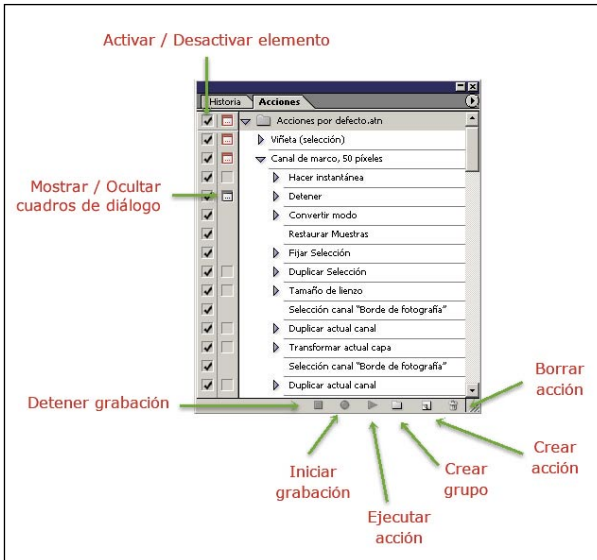 Activar / Desactivar elemento
Historia
Acciones
Acciones por defecto.atn
Viñeta (selección)
Canal de marco, 50 píxeles
Hacer instantánea
Mostrar / Ocultar
cuadros de diálogo
Detener
Convertir modo
Restaurar Muestras
Fijar Selección
Duplicar Selección
Tamaño de lienzo
Selección canal "Borde de fotografía"
Duplicar actual canal
Transformar actual capa
Selección canal "Borde de fotografía"
Duplicar actual canal
Borrar
acción
Detener grabación
Crear
acción
Iniciar
grabación
Crear
grupo
Ejecutar
acción